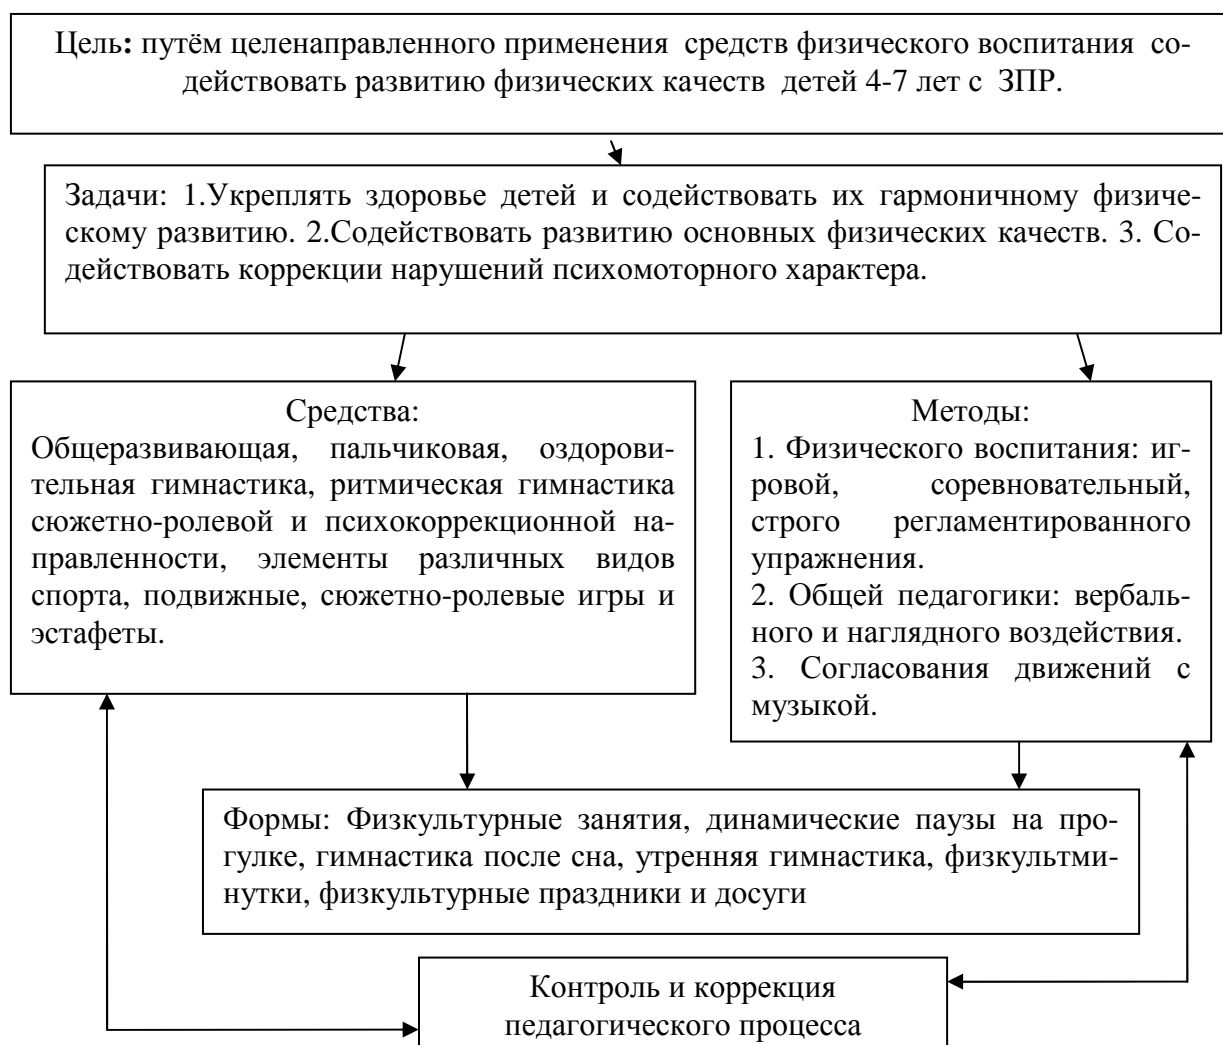 Цель: путём целенаправленного применения средств физического воспитания со-
действовать развитию физических качеств детей 4-7 лет с ЗПР.
Задачи: 1.Укреплять здоровье детей и содействовать их гармоничному физиче-
скому развитию. 2.Содействовать развитию основных физических качеств. 3. Со-
действовать коррекции нарушений психомоторного характера.
Средства:
Общеразвивающая, пальчиковая, оздорови-
тельная гимнастика, ритмическая гимнастика
сюжетно-ролевой и психокоррекционной на-
правленности, элементы различных видов
спорта, подвижные, сюжетно-ролевые игры и
эстафеты.
Методы:
1. Физического воспитания: иг-
ровой, соревновательный,
строго регламентированного
упражнения.
2. Общей педагогики: вербаль-
ного и наглядного воздействия.
3. Согласования движений с
музыкой.
Формы: Физкультурные занятия, динамические паузы на про-
гулке, гимнастика после сна, утренняя гимнастика, физкультми-
нутки, физкультурные праздники и досуги
Контроль и коррекция
педагогического процесса